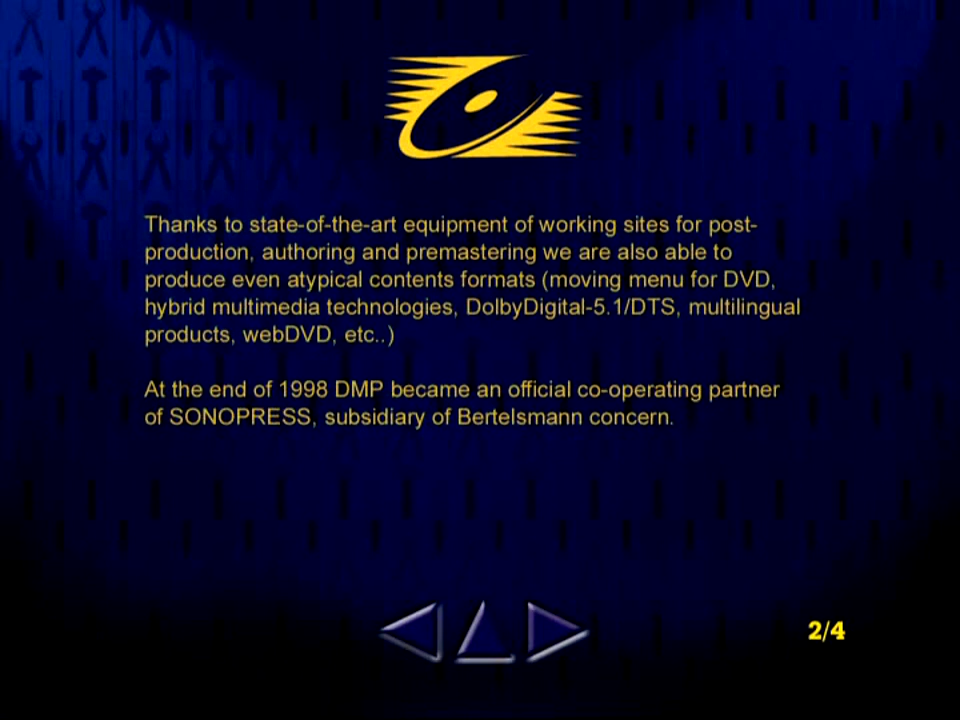 Thanks to state-of-the-art equipment of working sites for post-
production, authoring and premastering we are also able to
produce even atypical contents formats (moving menu for DVD,
hybrid multimedia technologies, DolbyDigital-5.1/DTS, multilingual
products, webDVD, etc..)
At the end of 1998 DMP became an official co-operating partner
of SONOPRESS, subsidiary of Bertelsmann concern.
2/4